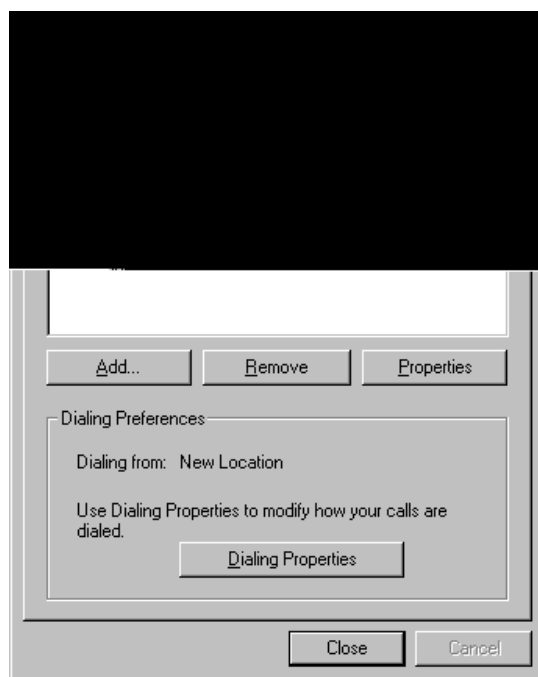 Add...
Remove
Properties
Dialing Preferences
Dialing from: New Location
Use Dialing Properties to modify how your calls are
dialed.
Dialing Properties
Close
Cancel